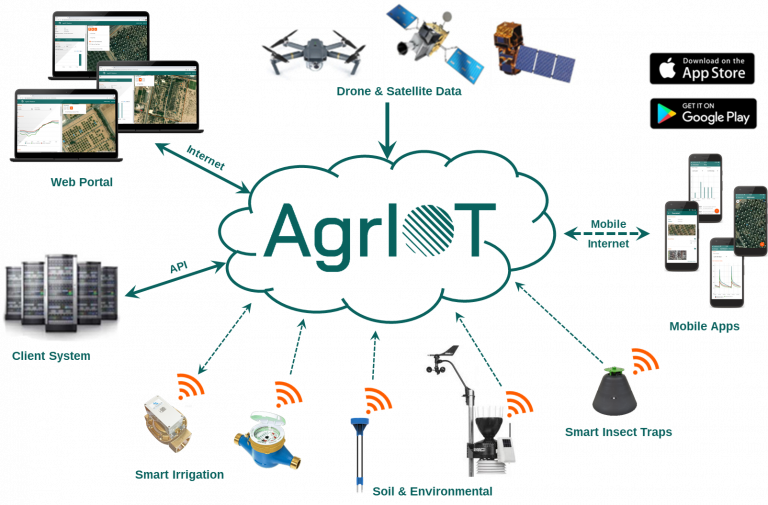 Drone & Satellite Data
Download on the
App Store
GET IT ON
Google Play
Internet
Web Portal
AgrIOT
Mobile
Internet
API
Client System
Mobile Apps
Smart Irrigation
Soil & Environmental
Smart Insect Traps